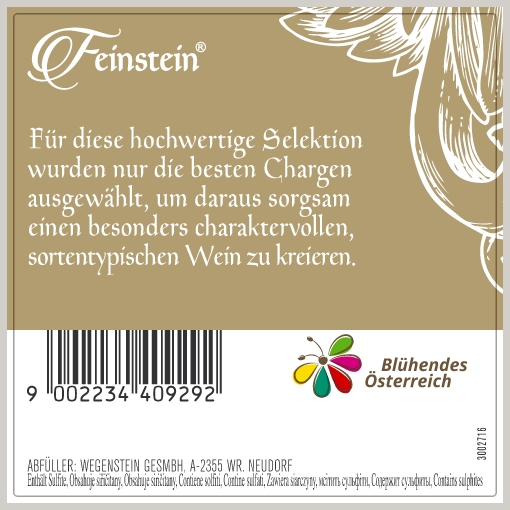 Feinstein®
Für diese hochwertige Selektion
wurden nur die besten Chargen
ausgewählt, um daraus sorgsam
einen besonders charaktervollen,
sortentypischen Wein zu kreieren.
9 002234 409292
Blühendes
Österreich
3002716
ABFÜLLER: WEGENSTEIN GESMBH, A-2355 WR. NEUDORF
Enthält Sulfite, Obsahuje siričitany, Obsahuje siřičitany, Contiene solfiti, Contine sulfati, Zawiera siarczyny, містить сульфіти, Содержит сульфиты, Contains sulphites